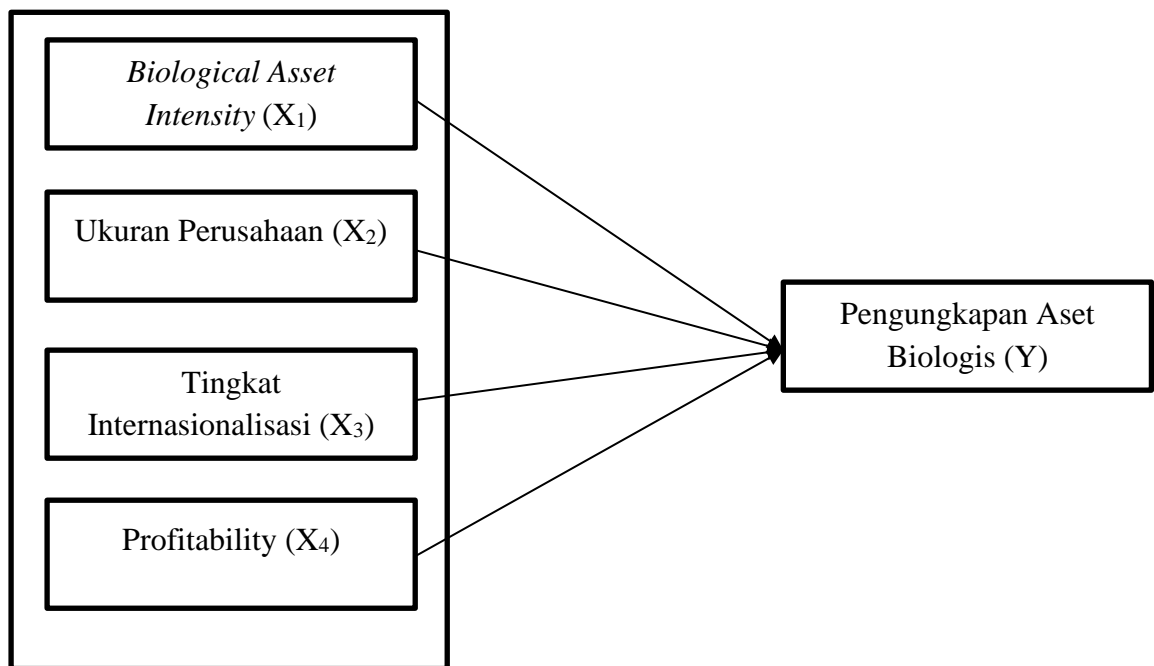 Biological Asset
Intensity (X₁)
Ukuran Perusahaan (X₂)
Tingkat
Internasionalisasi (X₃)
Profitability (X₄)
Pengungkapan Aset
Biologis (Y)